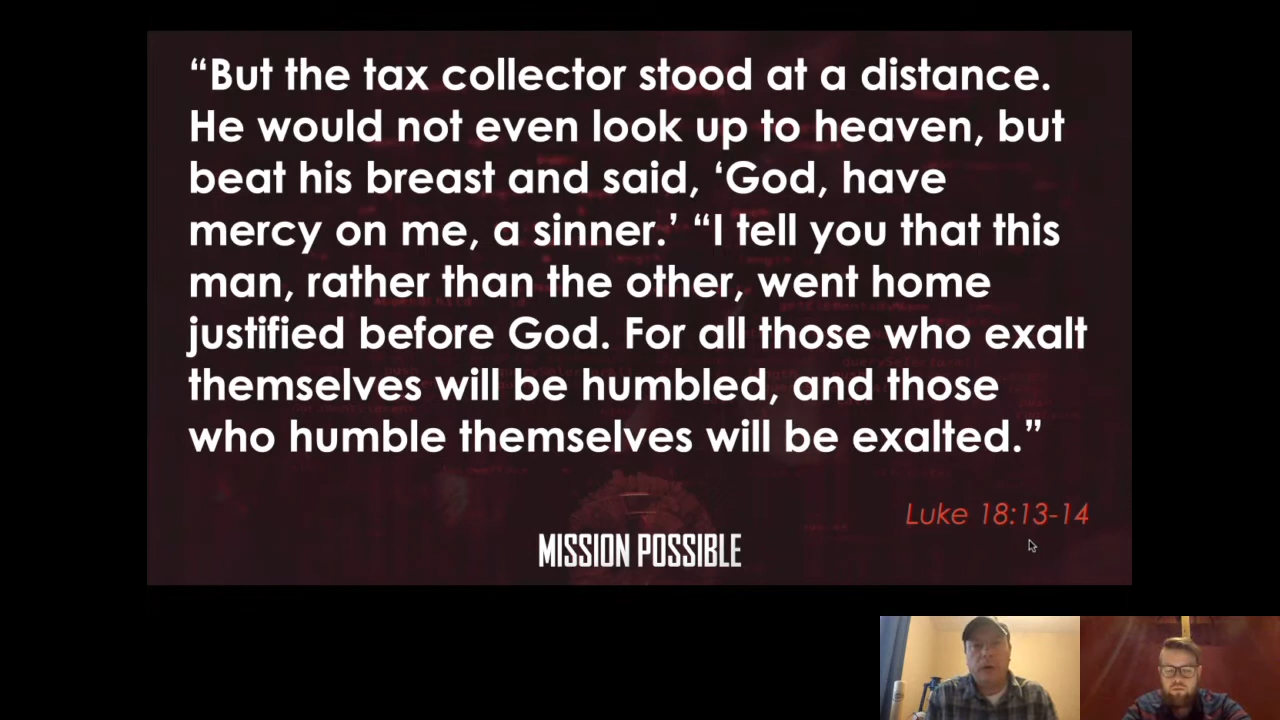 “But the tax collector stood at a distance.
He would not even look up to heaven, but
beat his breast and said, ‘God, have
mercy on me, a sinner.’ “I tell you that this
man, rather than the other, went home
justified before God. For all those who exalt
themselves will be humbled, and those
who humble themselves will be exalted.”
Luke 18:13-14
MISSION POSSIBLE